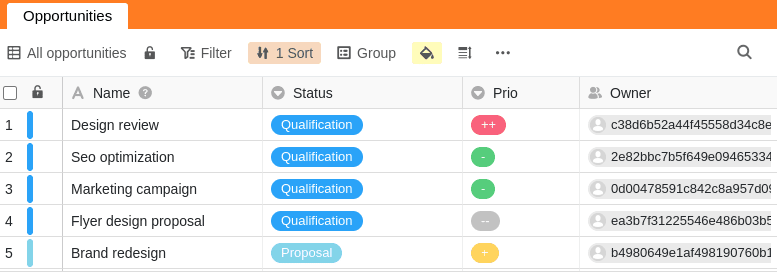 Opportunities
All opportunities Filter 1 Sort Group
Name Status Prio Owner
1 Design review Qualification ++ c38d6b52a44f45558d34c8e
2 Seo optimization Qualification - 2e82bbc7b5f649e09465334
3 Marketing campaign Qualification - 0d00478591c842c8a957d09
4 Flyer design proposal Qualification -- ea3b7f31225546e486b03b5
5 Brand redesign Proposal + b4980649e1af498190760b1